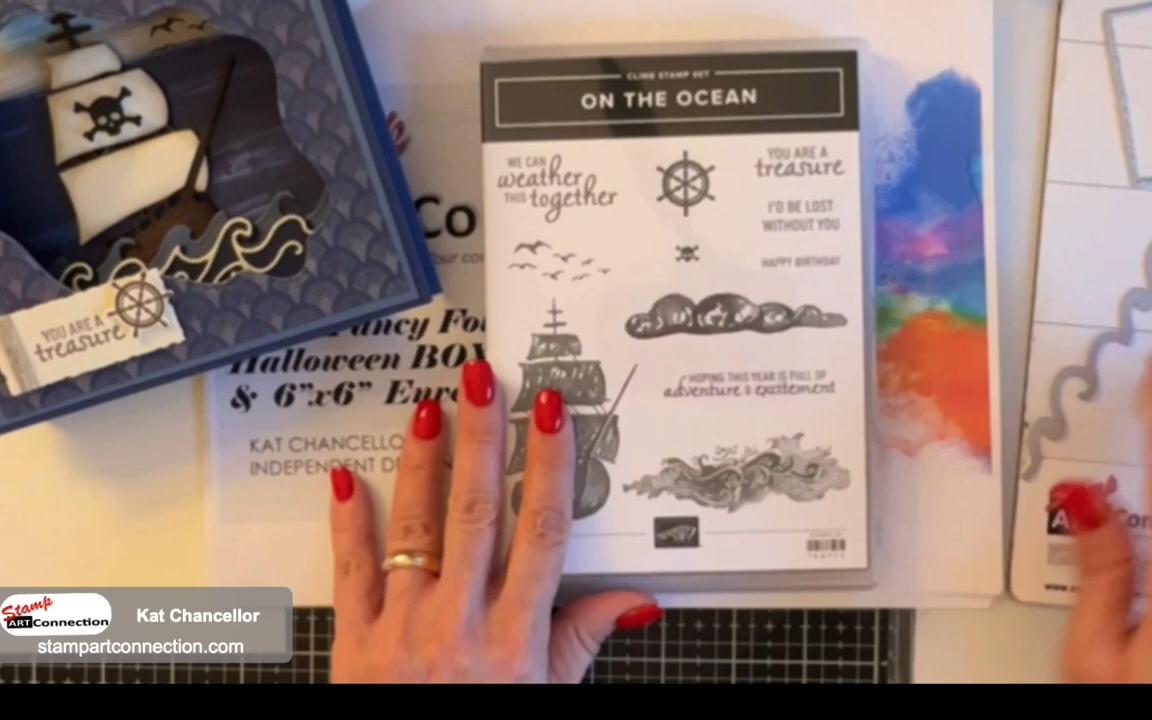 CLING STAMP SET
ON THE OCEAN
WE CAN
weather
THIS together
YOU ARE A
treasure
I'D BE LOST
WITHOUT YOU
HAPPY BIRTHDAY
HOPING THIS YEAR IS FULL OF
adventure & excitement
YOU ARE A
treasure
Co
Halloween BOX
& 6"x6"
KAT CHANCELLO
INDEPENDENT
Stamp
ART Connection
Kat Chancellor
stampartconnection.com